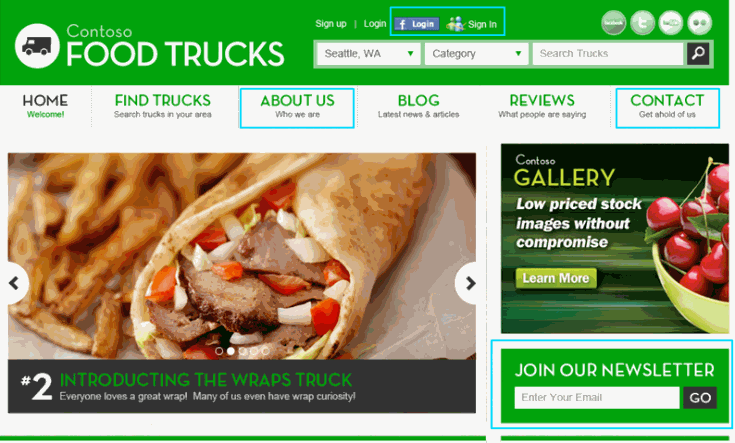 Contoso
FOOD TRUCKS
Sign up | Login
f Login
Sign In
facebook
Seattle, WA
Category
Search Trucks
HOME
Welcome!
FIND TRUCKS
Search trucks in your area
ABOUT US
Who we are
BLOG
Latest news & articles
REVIEWS
What people are saying
CONTACT
Get ahold of us
#2
INTRODUCTING THE WRAPS TRUCK
Everyone loves a great wrap! Many of us even have wrap curiosity!
Contoso
GALLERY
Low priced stock
images without
compromise
Learn More
JOIN OUR NEWSLETTER
Enter Your Email
GO